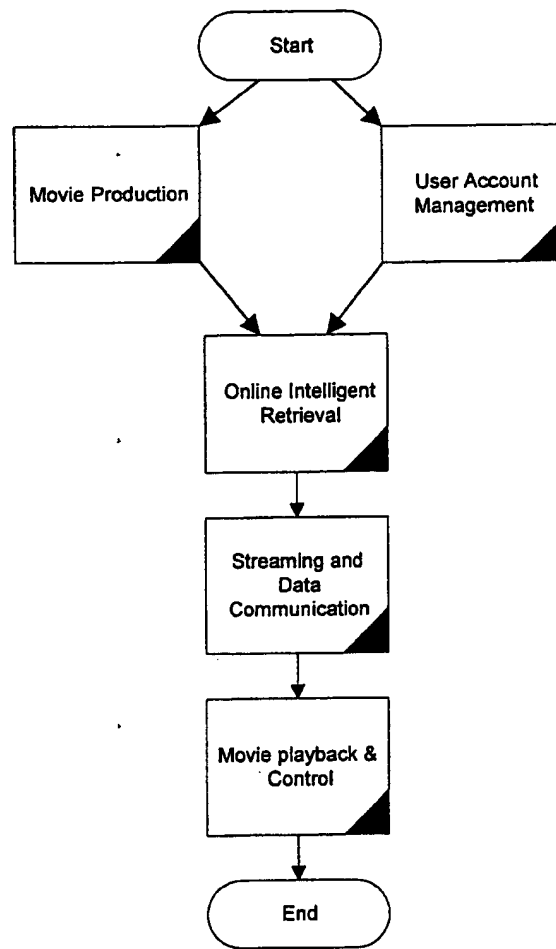 Start
Movie Production
User Account
Management
Online Intelligent
Retrieval
Streaming and
Data
Communication
Movie playback &
Control
End